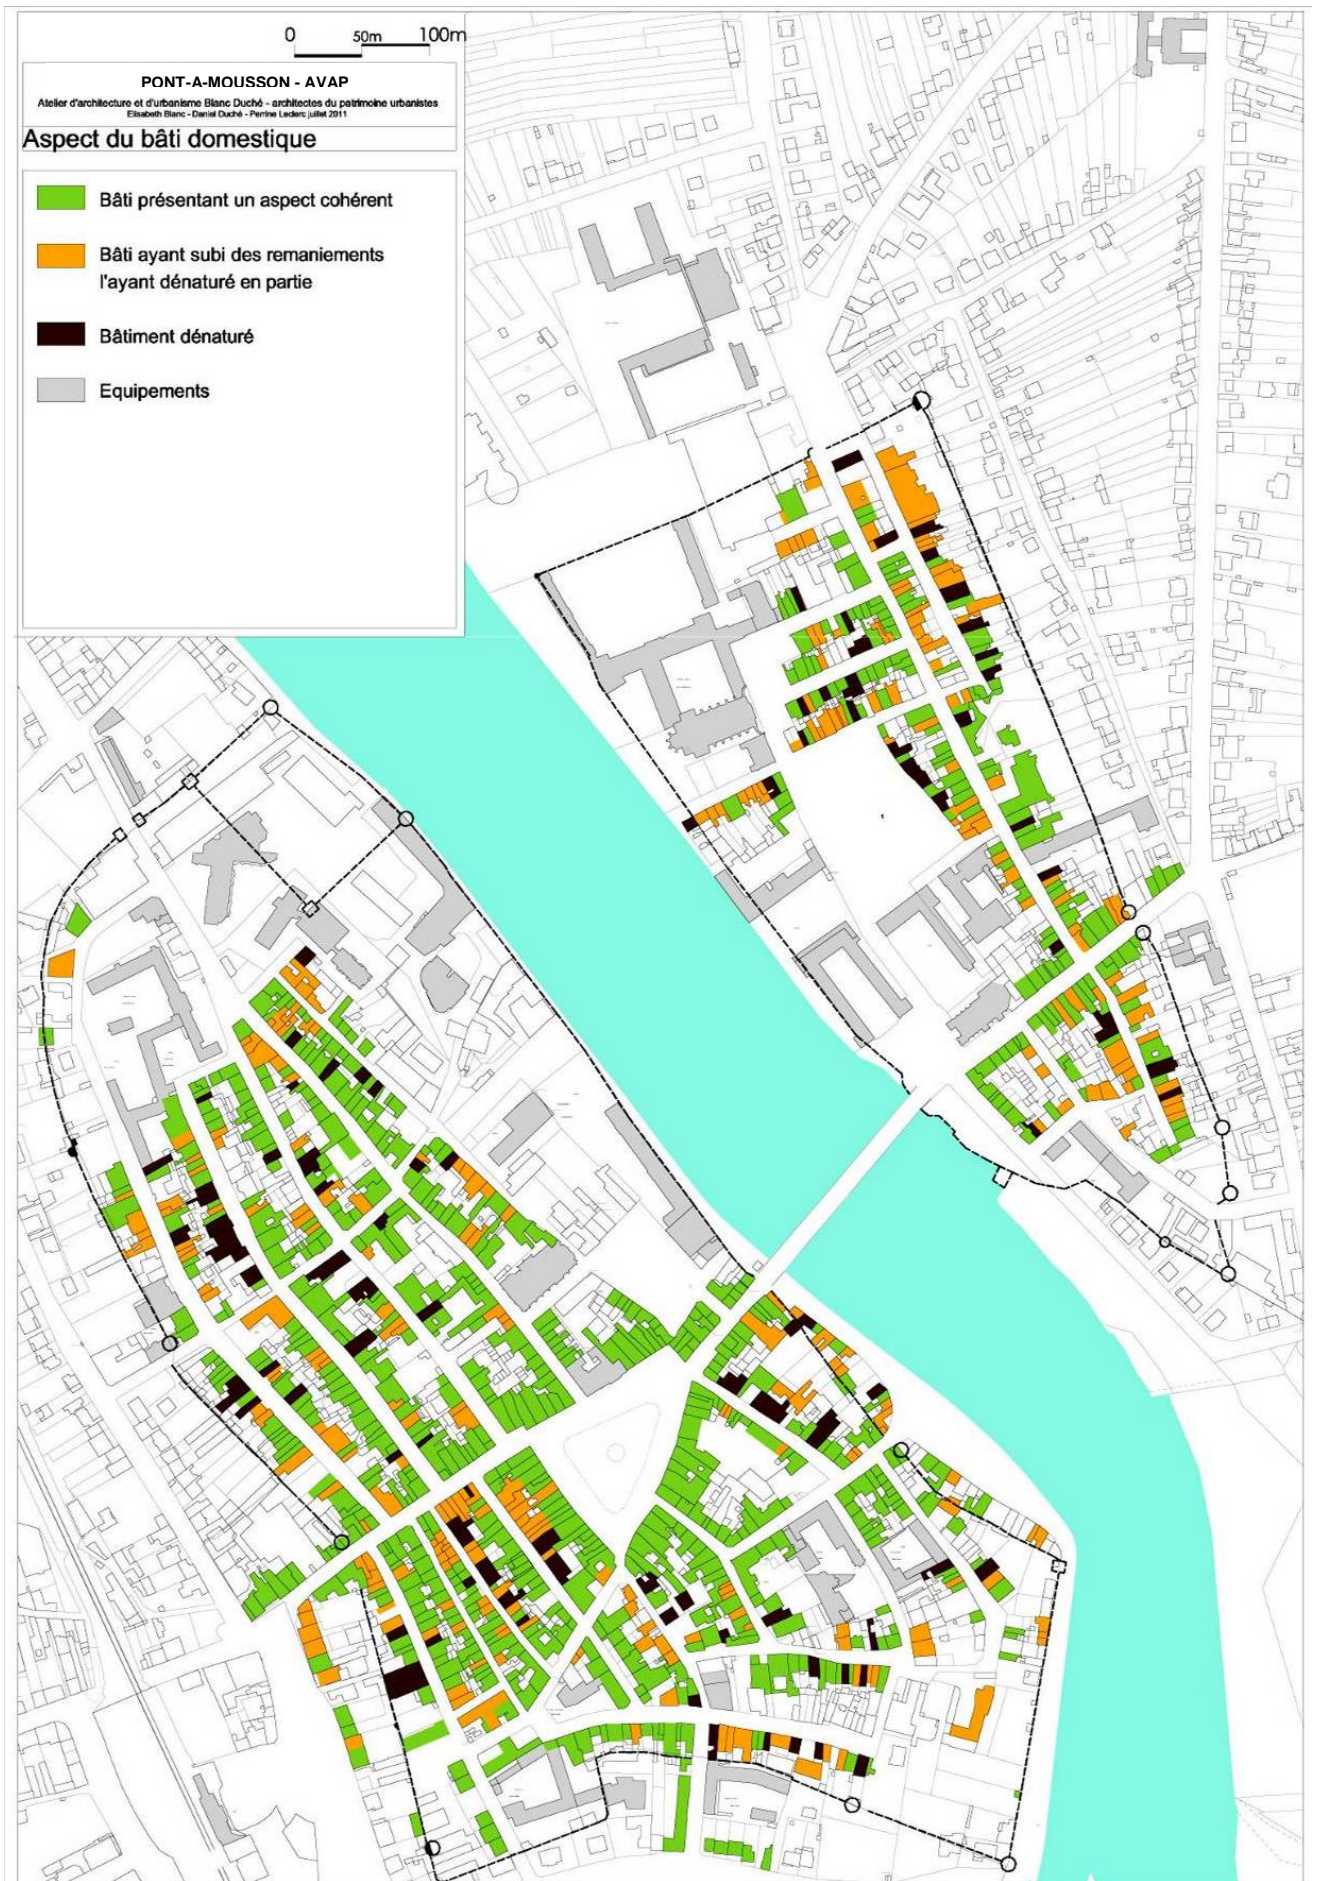 0 50m 100m
PONT-A-MOUSSON - AVAP
Atelier d'architecture et d'urbanisme Blanc Duché - architectes du patrimoine urbanistes
Elisabeth Blanc - Daniel Duché - Perrine Leclerc juillet 2011
Aspect du bâti domestique
Bâti présentant un aspect cohérent
Bâti ayant subi des remaniements
l'ayant dénaturé en partie
Bâtiment dénaturé
Equipements